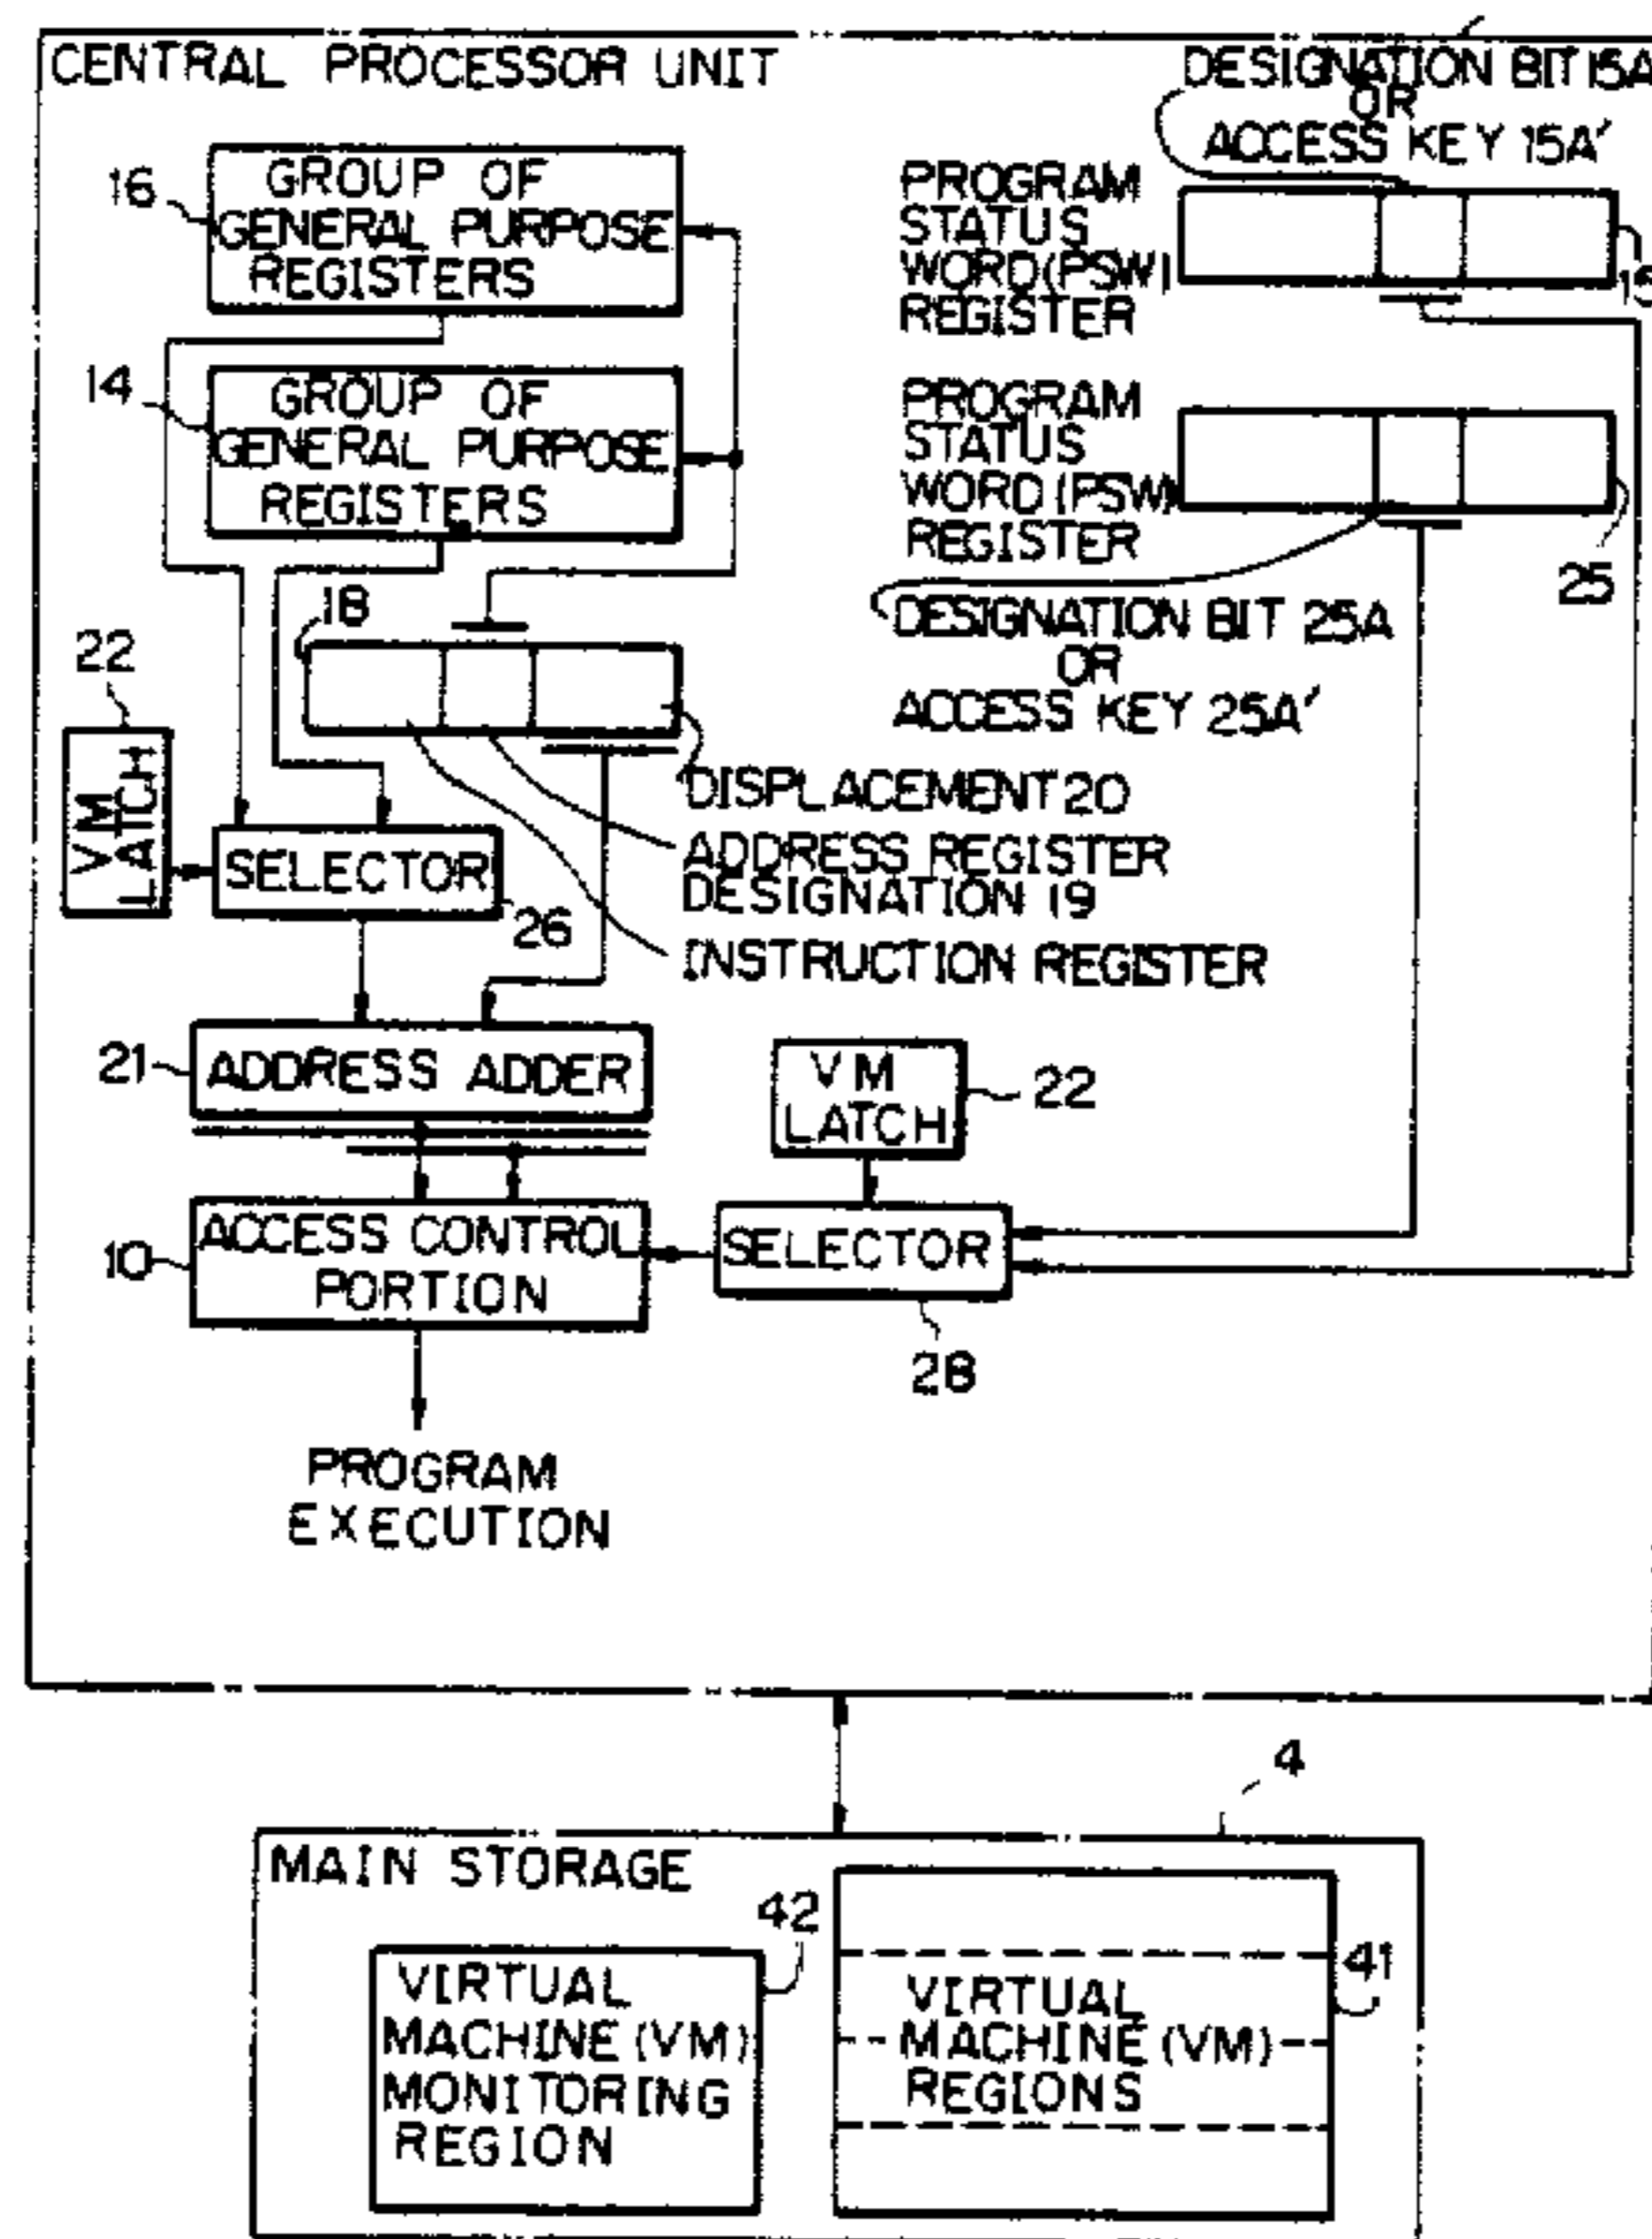 CENTRAL PROCESSOR UNIT
DESIGNATION BIT 15A
OR
ACCESS KEY 15A'
16
GROUP OF
GENERAL PURPOSE
REGISTERS
PROGRAM
STATUS
WORD (PSW)
REGISTER
14
GROUP OF
GENERAL PURPOSE
REGISTERS
PROGRAM
STATUS
WORD (PSW)
REGISTER
25
18
DESIGNATION BIT 25A
OR
ACCESS KEY 25A'
22
VM
LATCH
DISPLACEMENT 20
ADDRESS REGISTER
DESIGNATION 19
INSTRUCTION REGISTER
SELECTOR
26
21
ADDRESS ADDER
VM
LATCH
22
10
ACCESS CONTROL
PORTION
SELECTOR
28
PROGRAM
EXECUTION
4
MAIN STORAGE
42
VIRTUAL
MACHINE (VM)
MONITORING
REGION
41
VIRTUAL
MACHINE (VM)
REGIONS